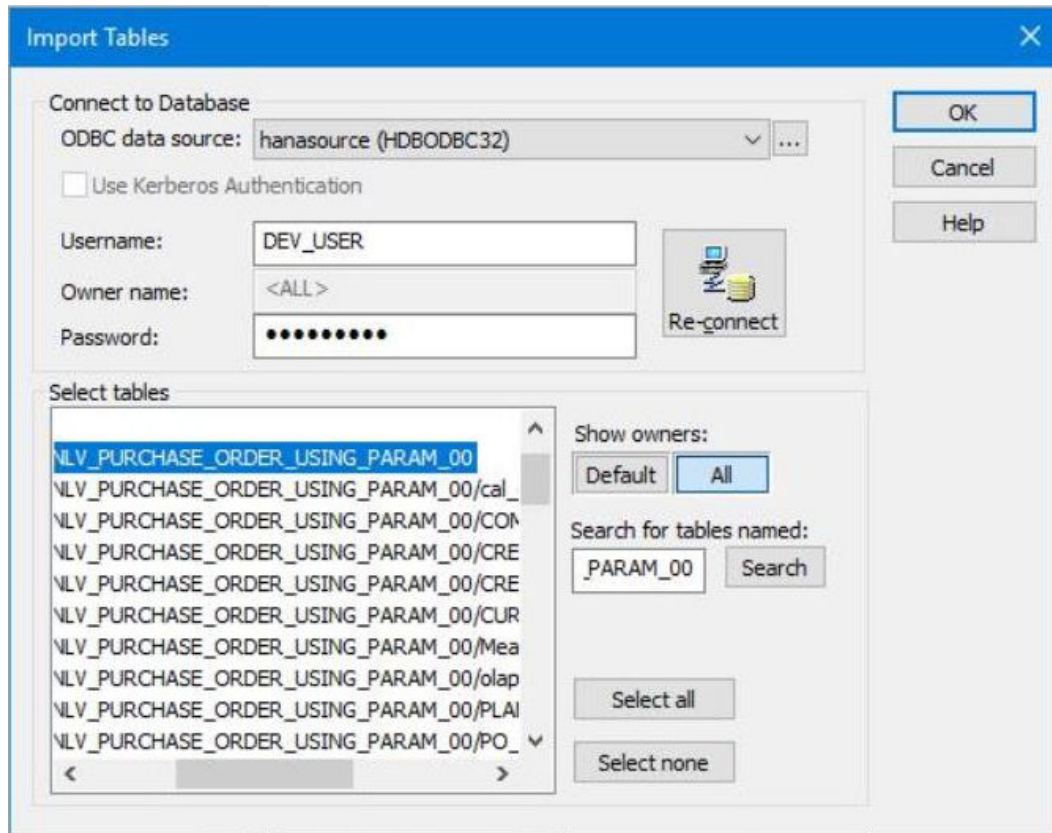 Import Tables
Connect to Database
ODBC data source: hanasource (HDBODBC32) ...
Use Kerberos Authentication
Username: DEV_USER
Owner name: <ALL>
Password: •••••••••
Re-connect
OK
Cancel
Help
Select tables
NLV_PURCHASE_ORDER_USING_PARAM_00
NLV_PURCHASE_ORDER_USING_PARAM_00/cal_
NLV_PURCHASE_ORDER_USING_PARAM_00/COM
NLV_PURCHASE_ORDER_USING_PARAM_00/CRE
NLV_PURCHASE_ORDER_USING_PARAM_00/CRE
NLV_PURCHASE_ORDER_USING_PARAM_00/CUR
NLV_PURCHASE_ORDER_USING_PARAM_00/Mea
NLV_PURCHASE_ORDER_USING_PARAM_00/olap
NLV_PURCHASE_ORDER_USING_PARAM_00/PLAI
NLV_PURCHASE_ORDER_USING_PARAM_00/PO_
Show owners:
Default All
Search for tables named:
_PARAM_00 Search
Select all
Select none